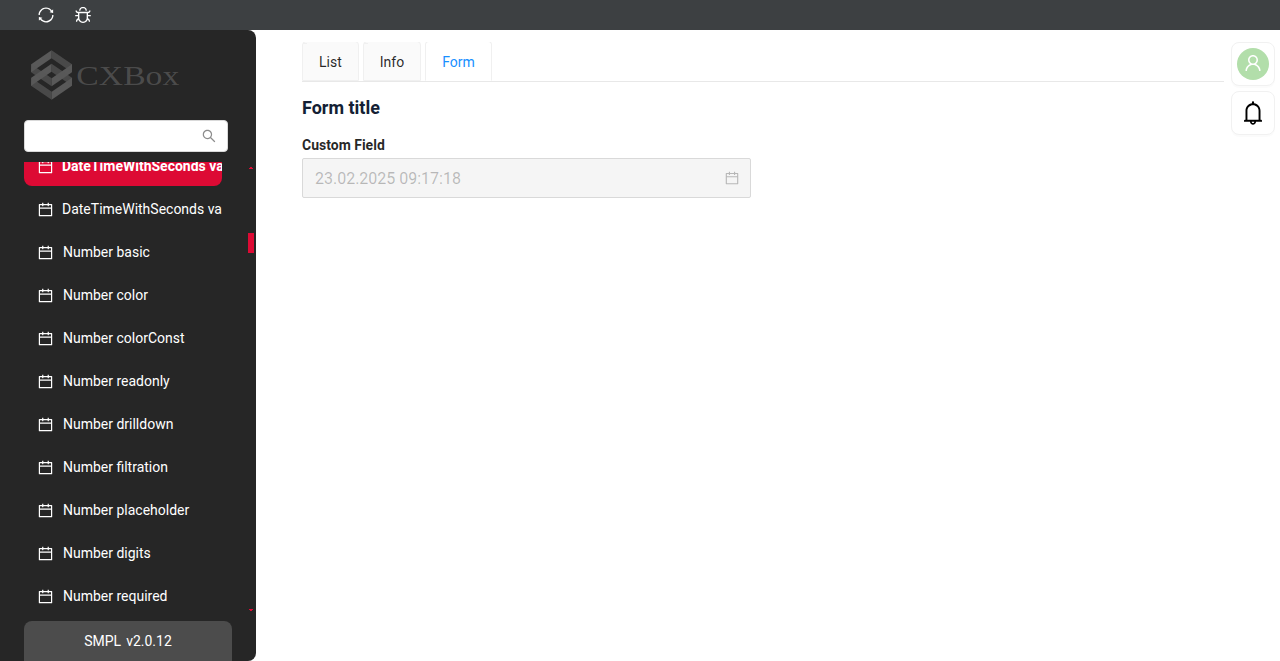 CXBox
DateTimeWithSeconds va
DateTimeWithSeconds va
Number basic
Number color
Number colorConst
Number readonly
Number drilldown
Number filtration
Number placeholder
Number digits
Number required
SMPL v2.0.12
List
Info
Form
Form title
Custom Field
23.02.2025 09:17:18